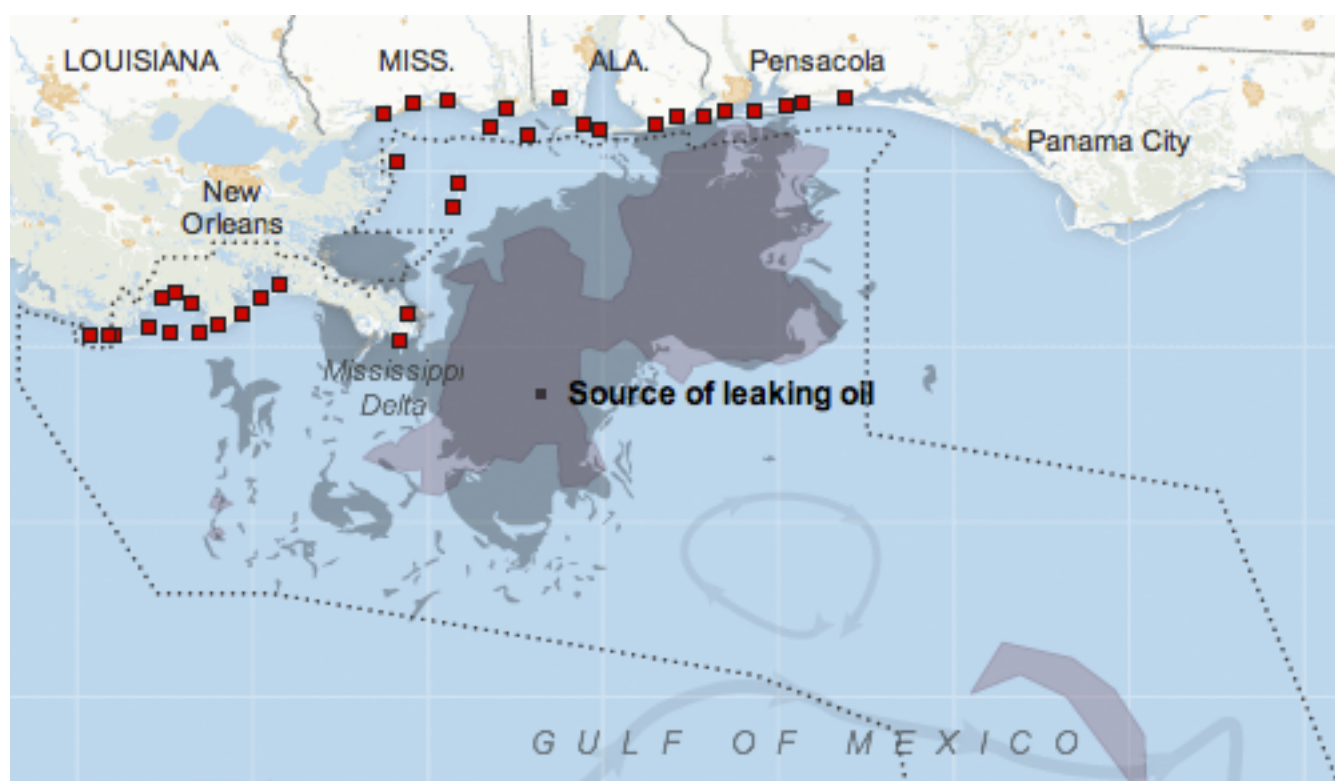 LOUISIANA
MISS.
ALA.
Pensacola
Panama City
New
Orleans
Mississippi
Delta
Source of leaking oil
GULF OF MEXICO